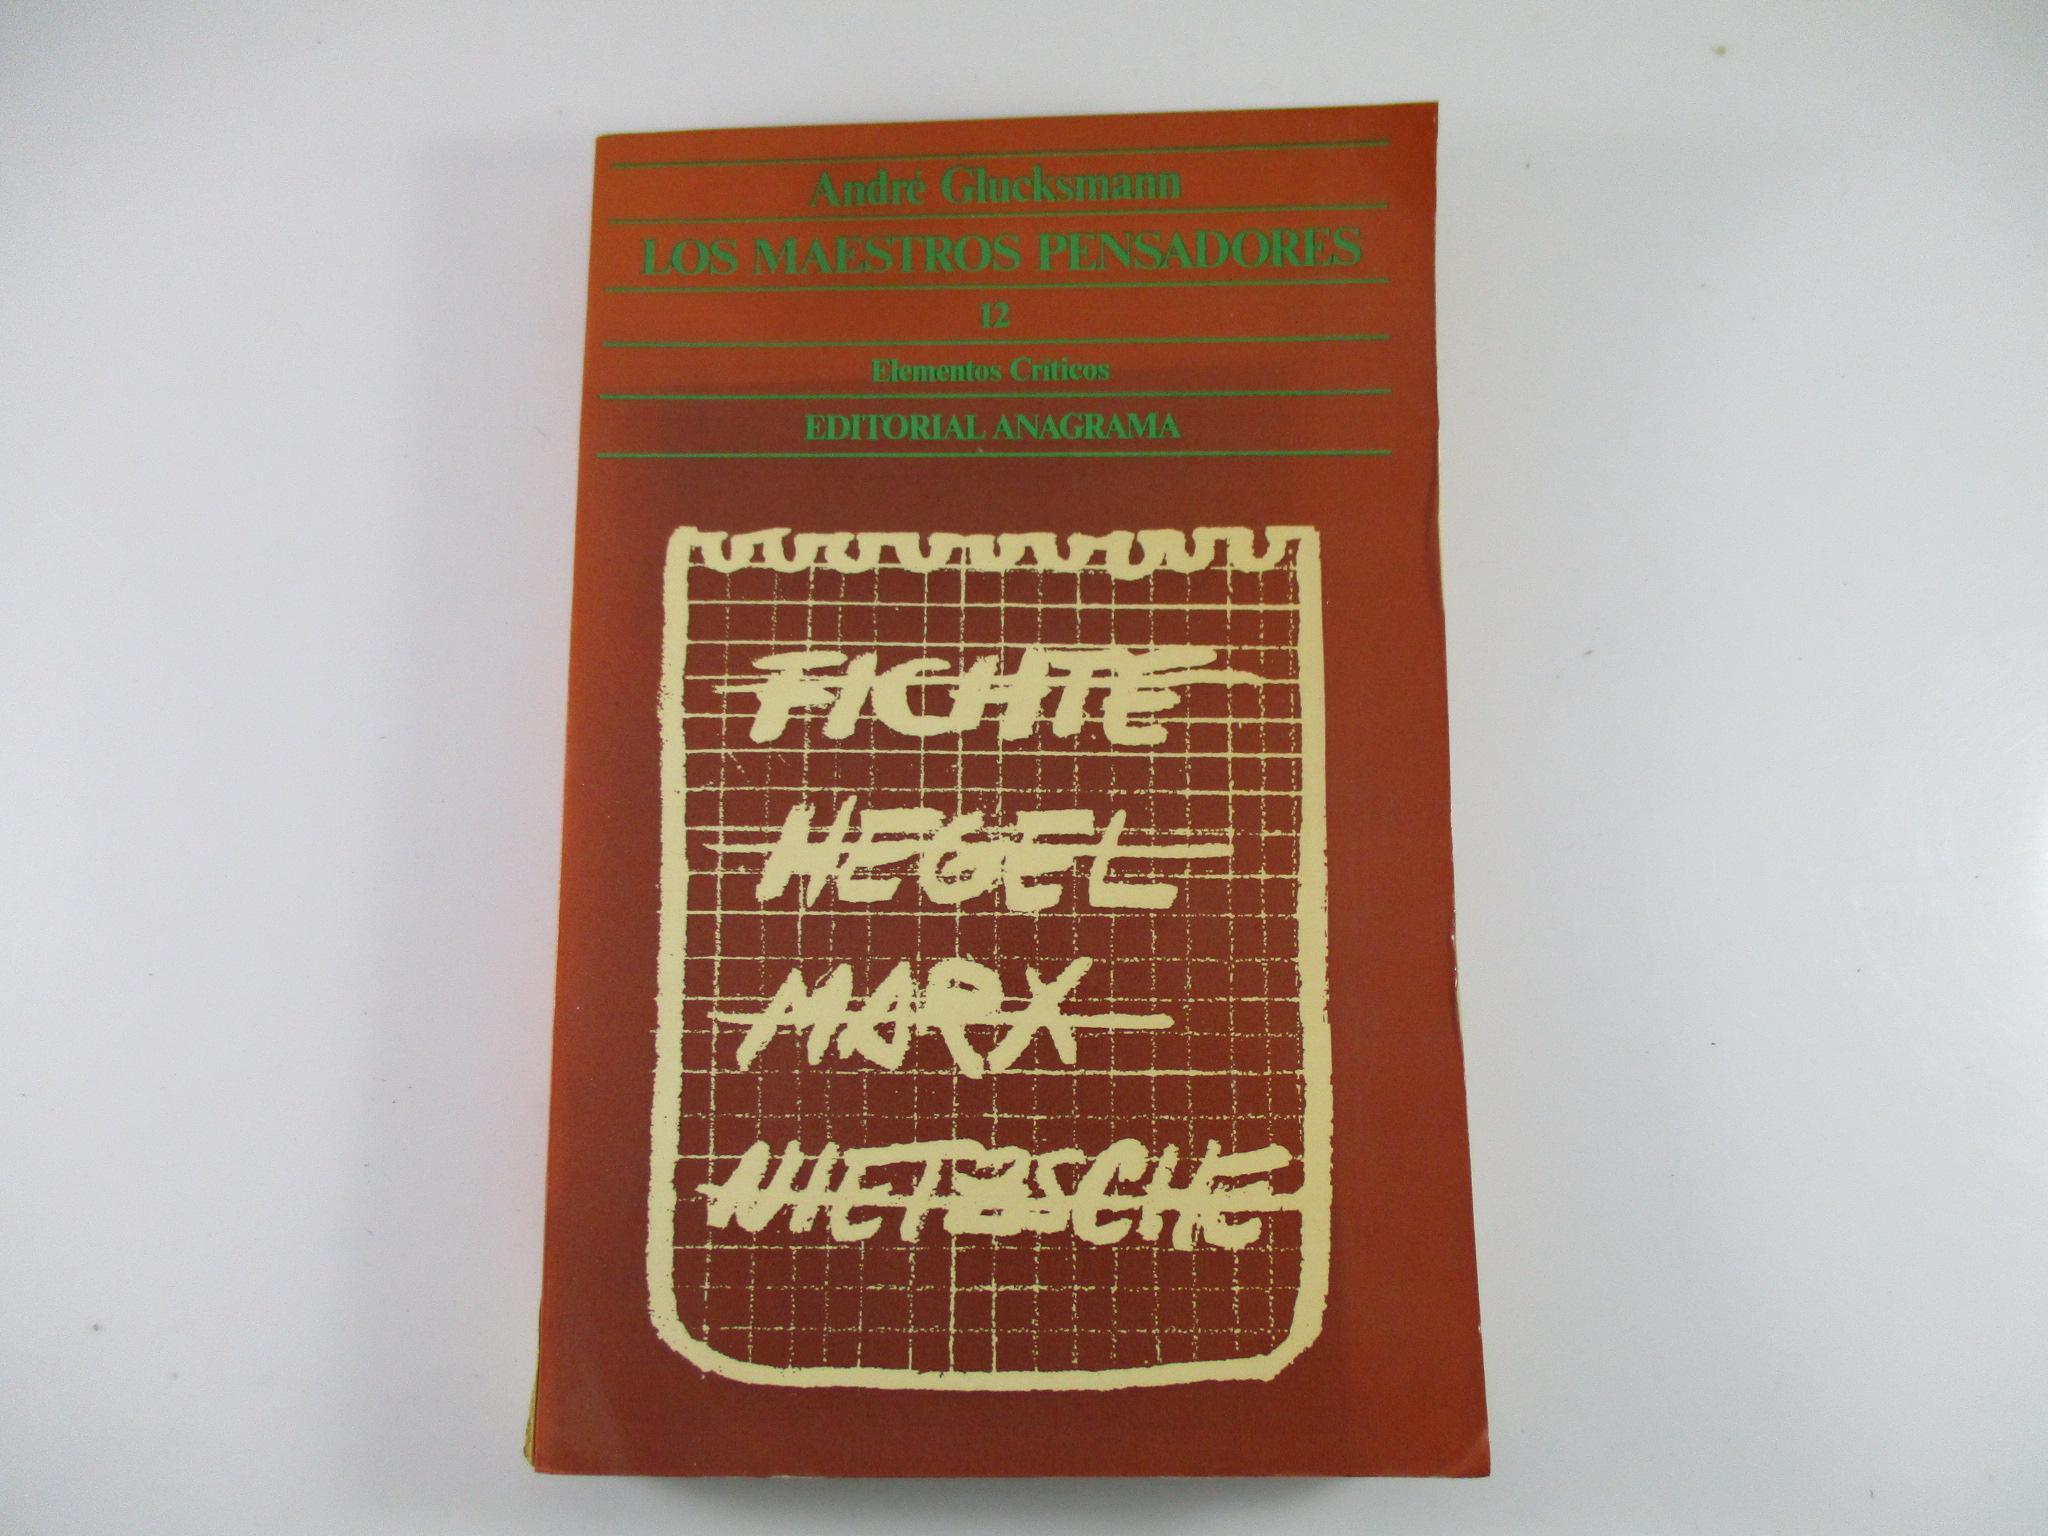 André Glucksmann
LOS MAESTROS PENSADORES
12
Elementos Críticos
EDITORIAL ANAGRAMA
FICHTE
HEGEL
MARX
NIETZSCHE